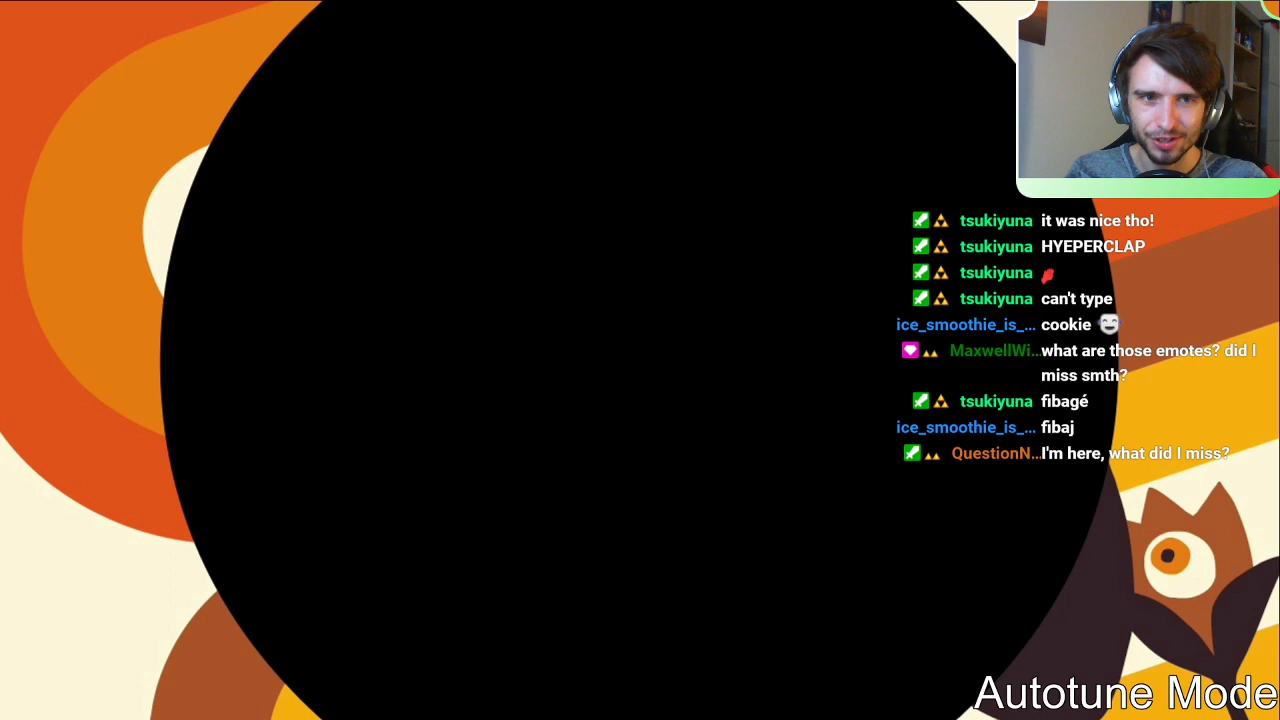 tsukiyuna it was nice tho!
tsukiyuna HYEPERCLAP
tsukiyuna
tsukiyuna can't type
ice_smoothie_is_... cookie
MaxwellWi... what are those emotes? did I
miss smth?
tsukiyuna fibagé
ice_smoothie_is_... fibaj
QuestionN... I'm here, what did I miss?
Autotune Mode